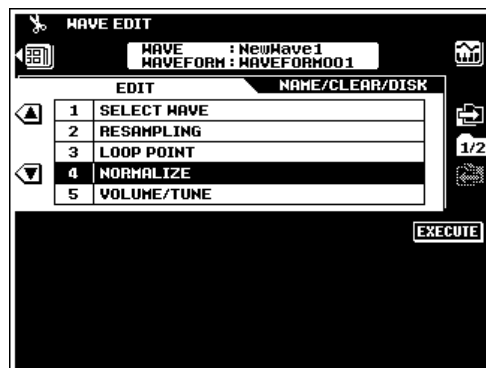 WAVE EDIT
WAVE : NewWave1
WAVEFORM : WAVEFORM001
EDIT
NAME/CLEAR/DISK
1 SELECT WAVE
2 RESAMPLING
3 LOOP POINT
4 NORMALIZE
5 VOLUME/TUNE
1/2
EXECUTE